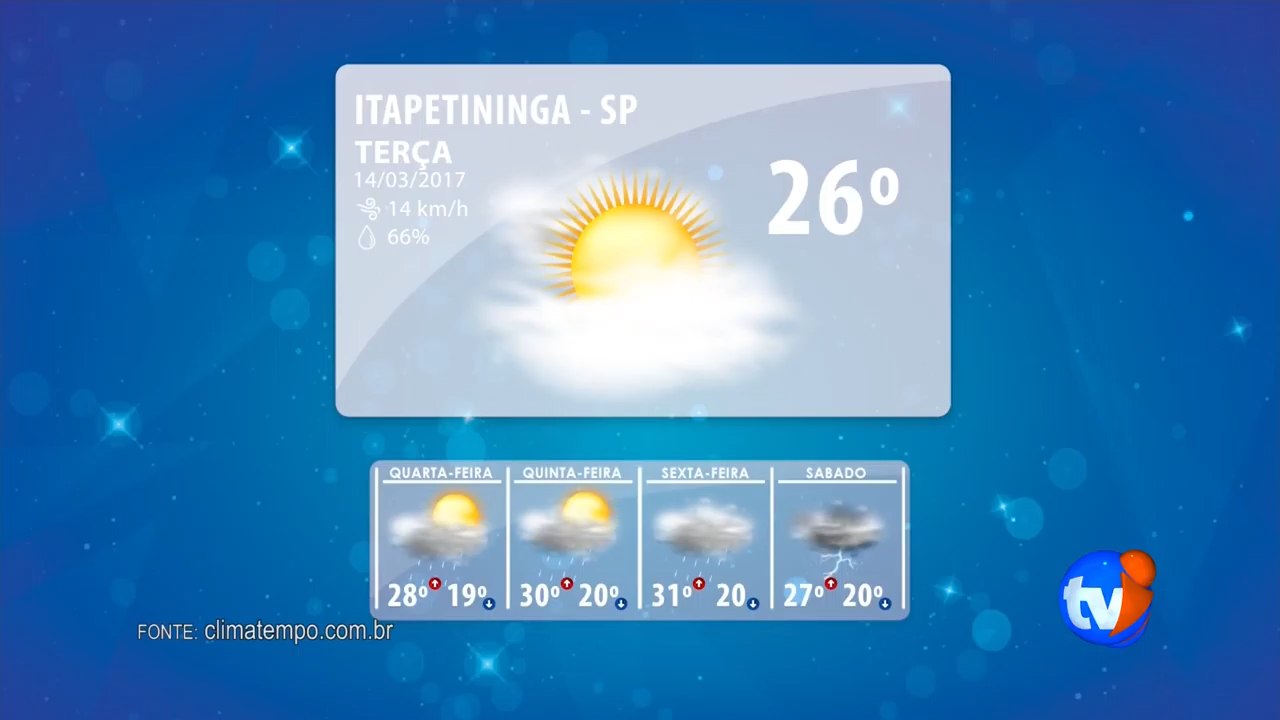 ITAPETININGA - SP
TERÇA
14/03/2017
14 km/h
66%
26º
QUARTA-FEIRA QUINTA-FEIRA SEXTA-FEIRA SABADO
28º 19º 30º 20º 31º 20 27º 20º
FONTE: climatempo.com.br
tvi